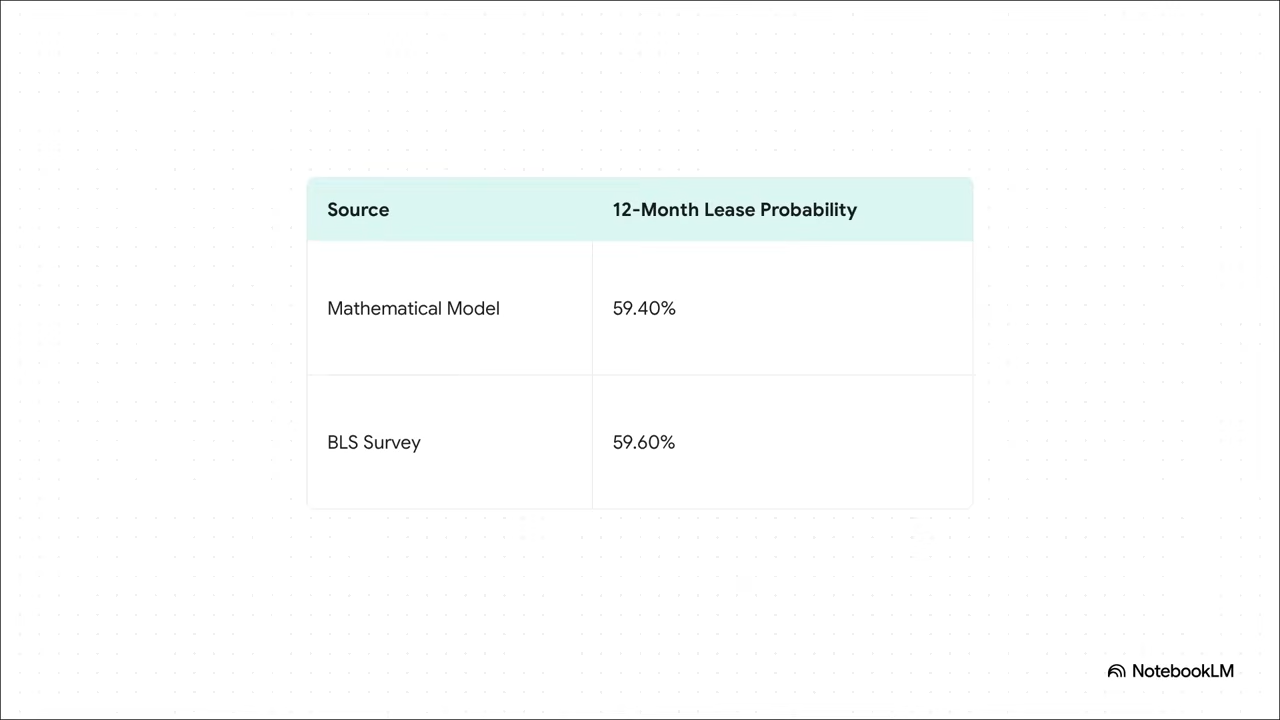 Source 12-Month Lease Probability
Mathematical Model 59.40%
BLS Survey 59.60%
NotebookLM